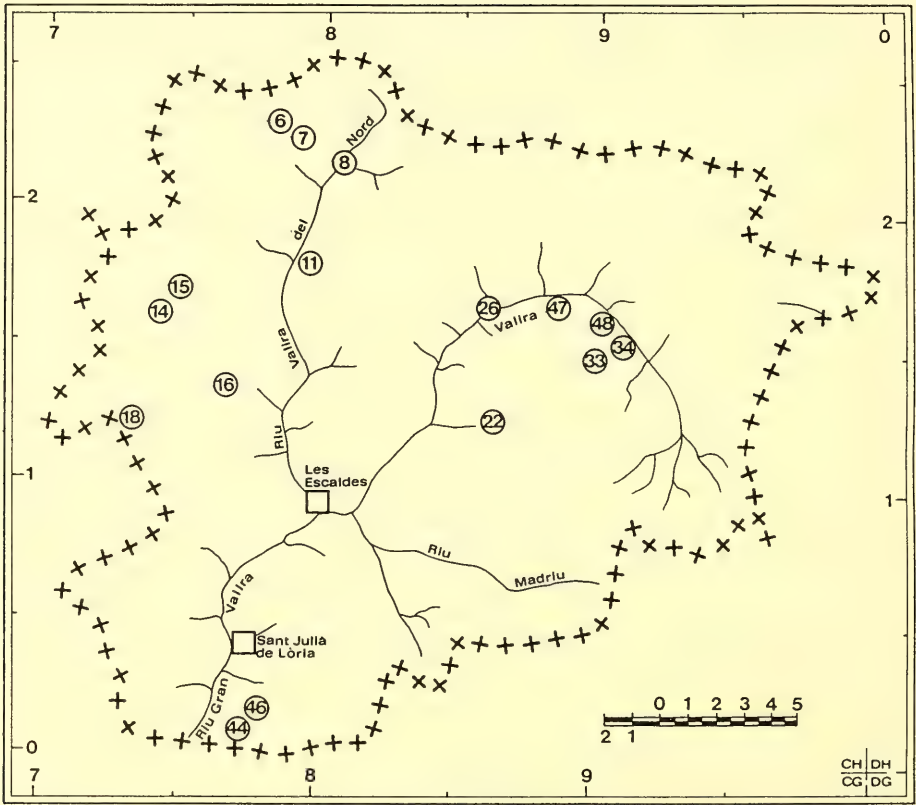 7 8 9 0
6
7
Nord
8
2 2
del
11
15
14
26 47
Valira
48
34
33
Valira
16
18
22
Riu
1 1
Les
Escaldes
Riu
Madriu
Valira
Sant Julià
de Lòria
Riu Gran
46
44
0 1 2 3 4 5
2 1
0
7 8 9
CH DH
CG DG